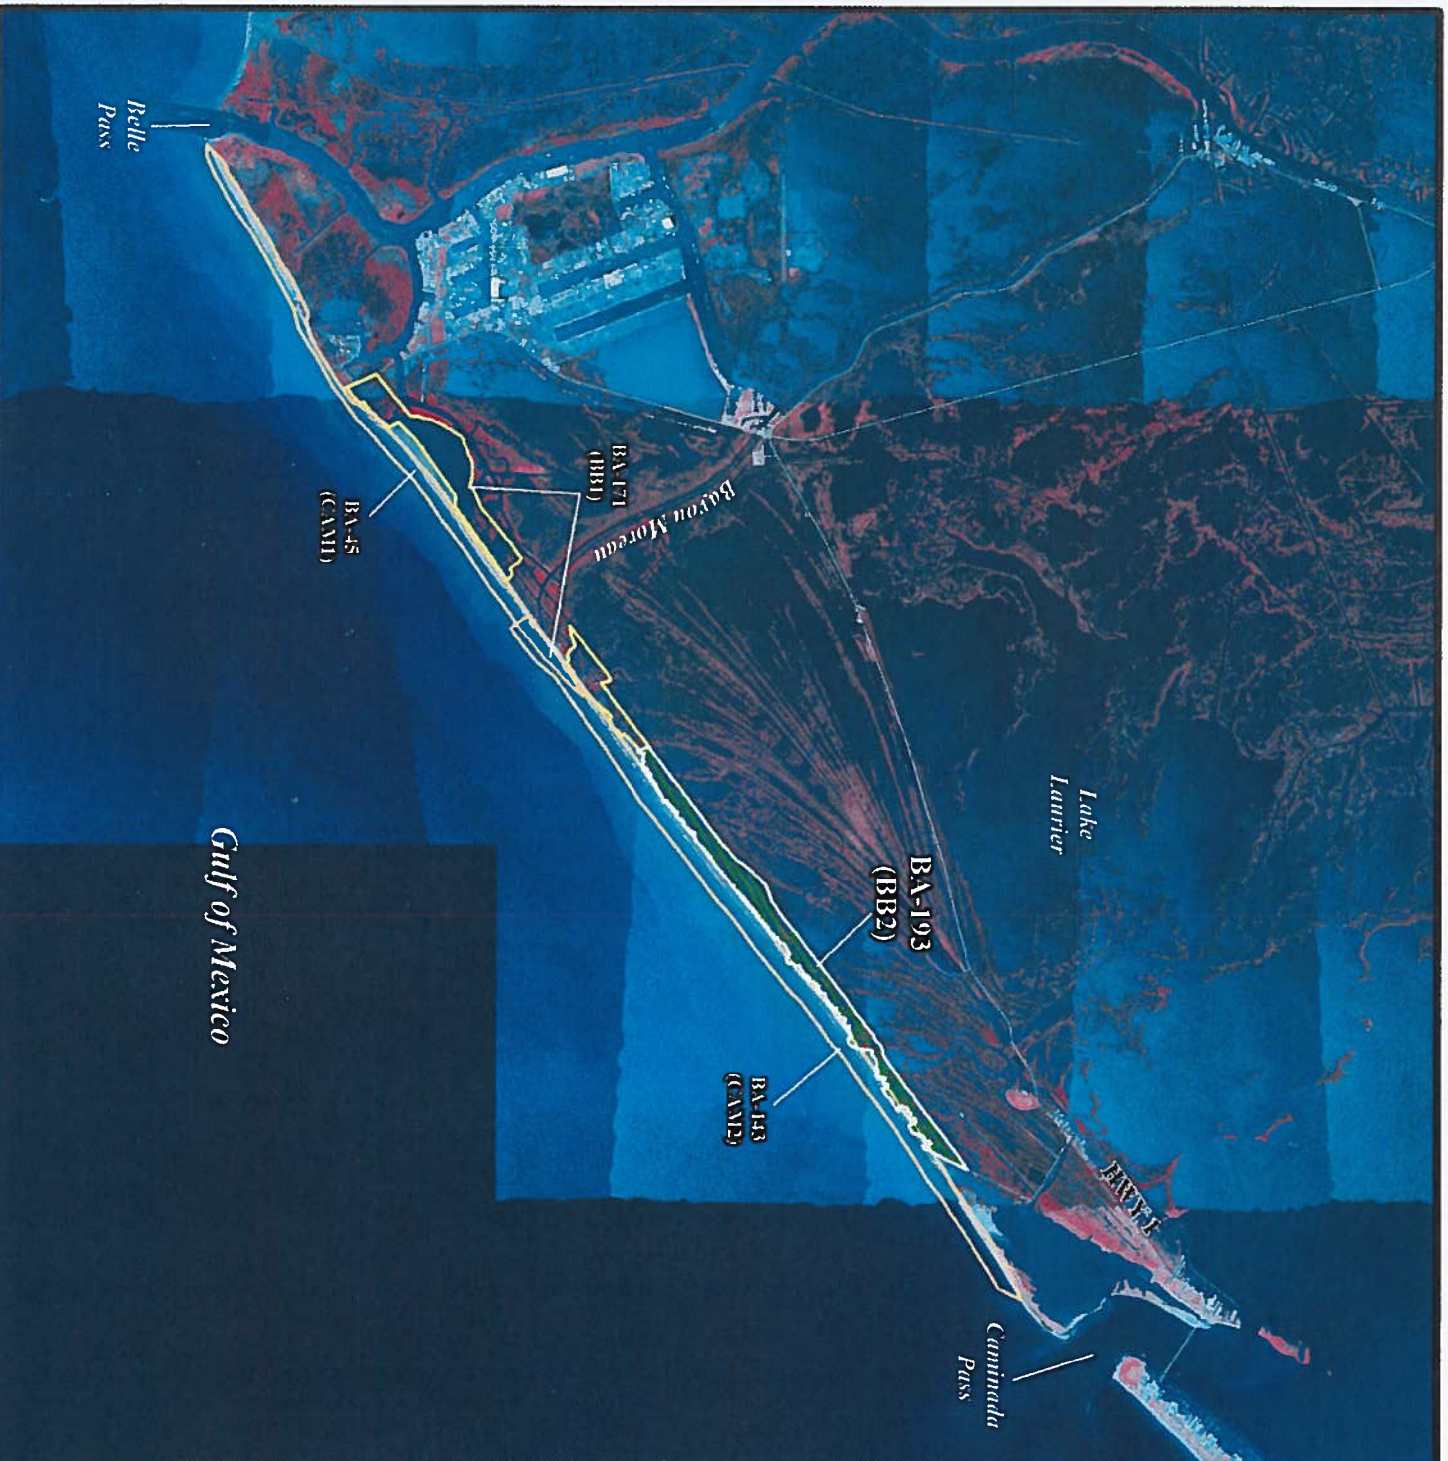 Belle
Pass
BA-171
(BB1)
BA-45
(CAM1)
Bayou Moreau
Lake
Laurier
BA-193
(BB2)
BA-143
(CAM2)
HWY 1
Caminada
Pass
Gulf of Mexico